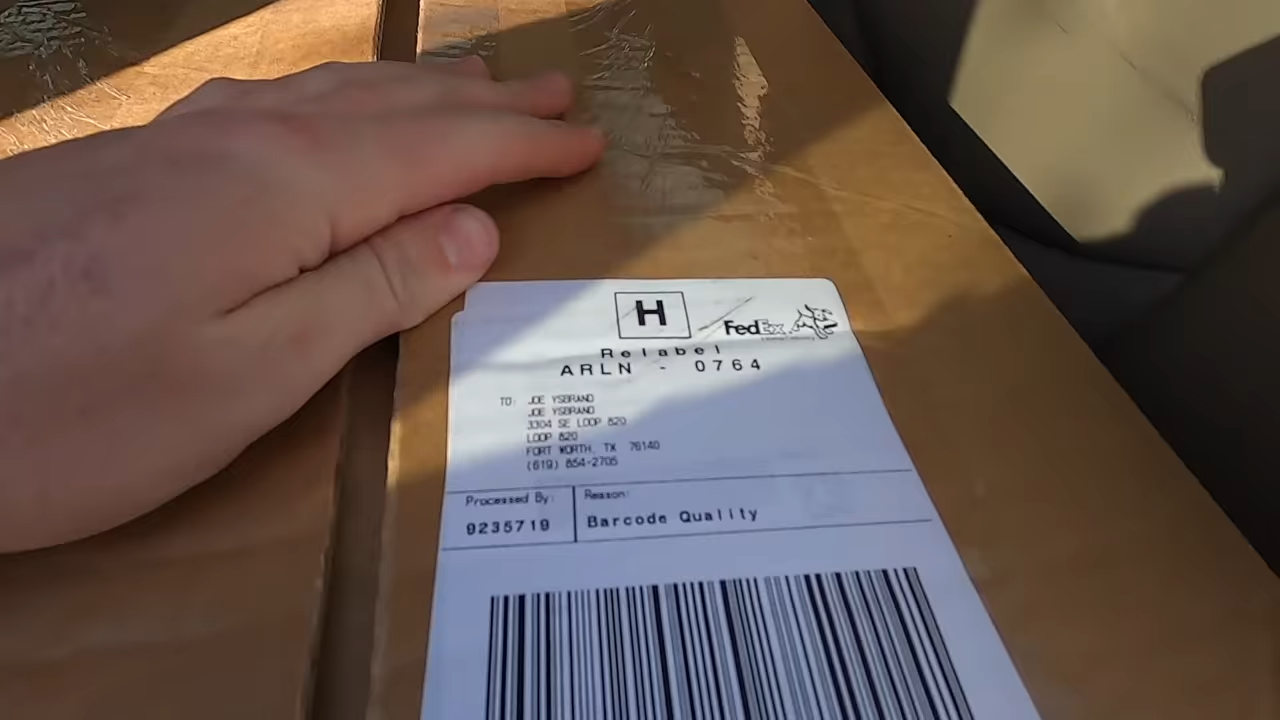 H
FedEx
Relabel
ARLN - 0764
TO: JOE YSBRAND
JOE YSBRAND
3304 SE LOOP 820
LOOP 820
FORT WORTH, TX 76140
(619) 854-2705
Processed By:
9235719
Reason:
Barcode Quality